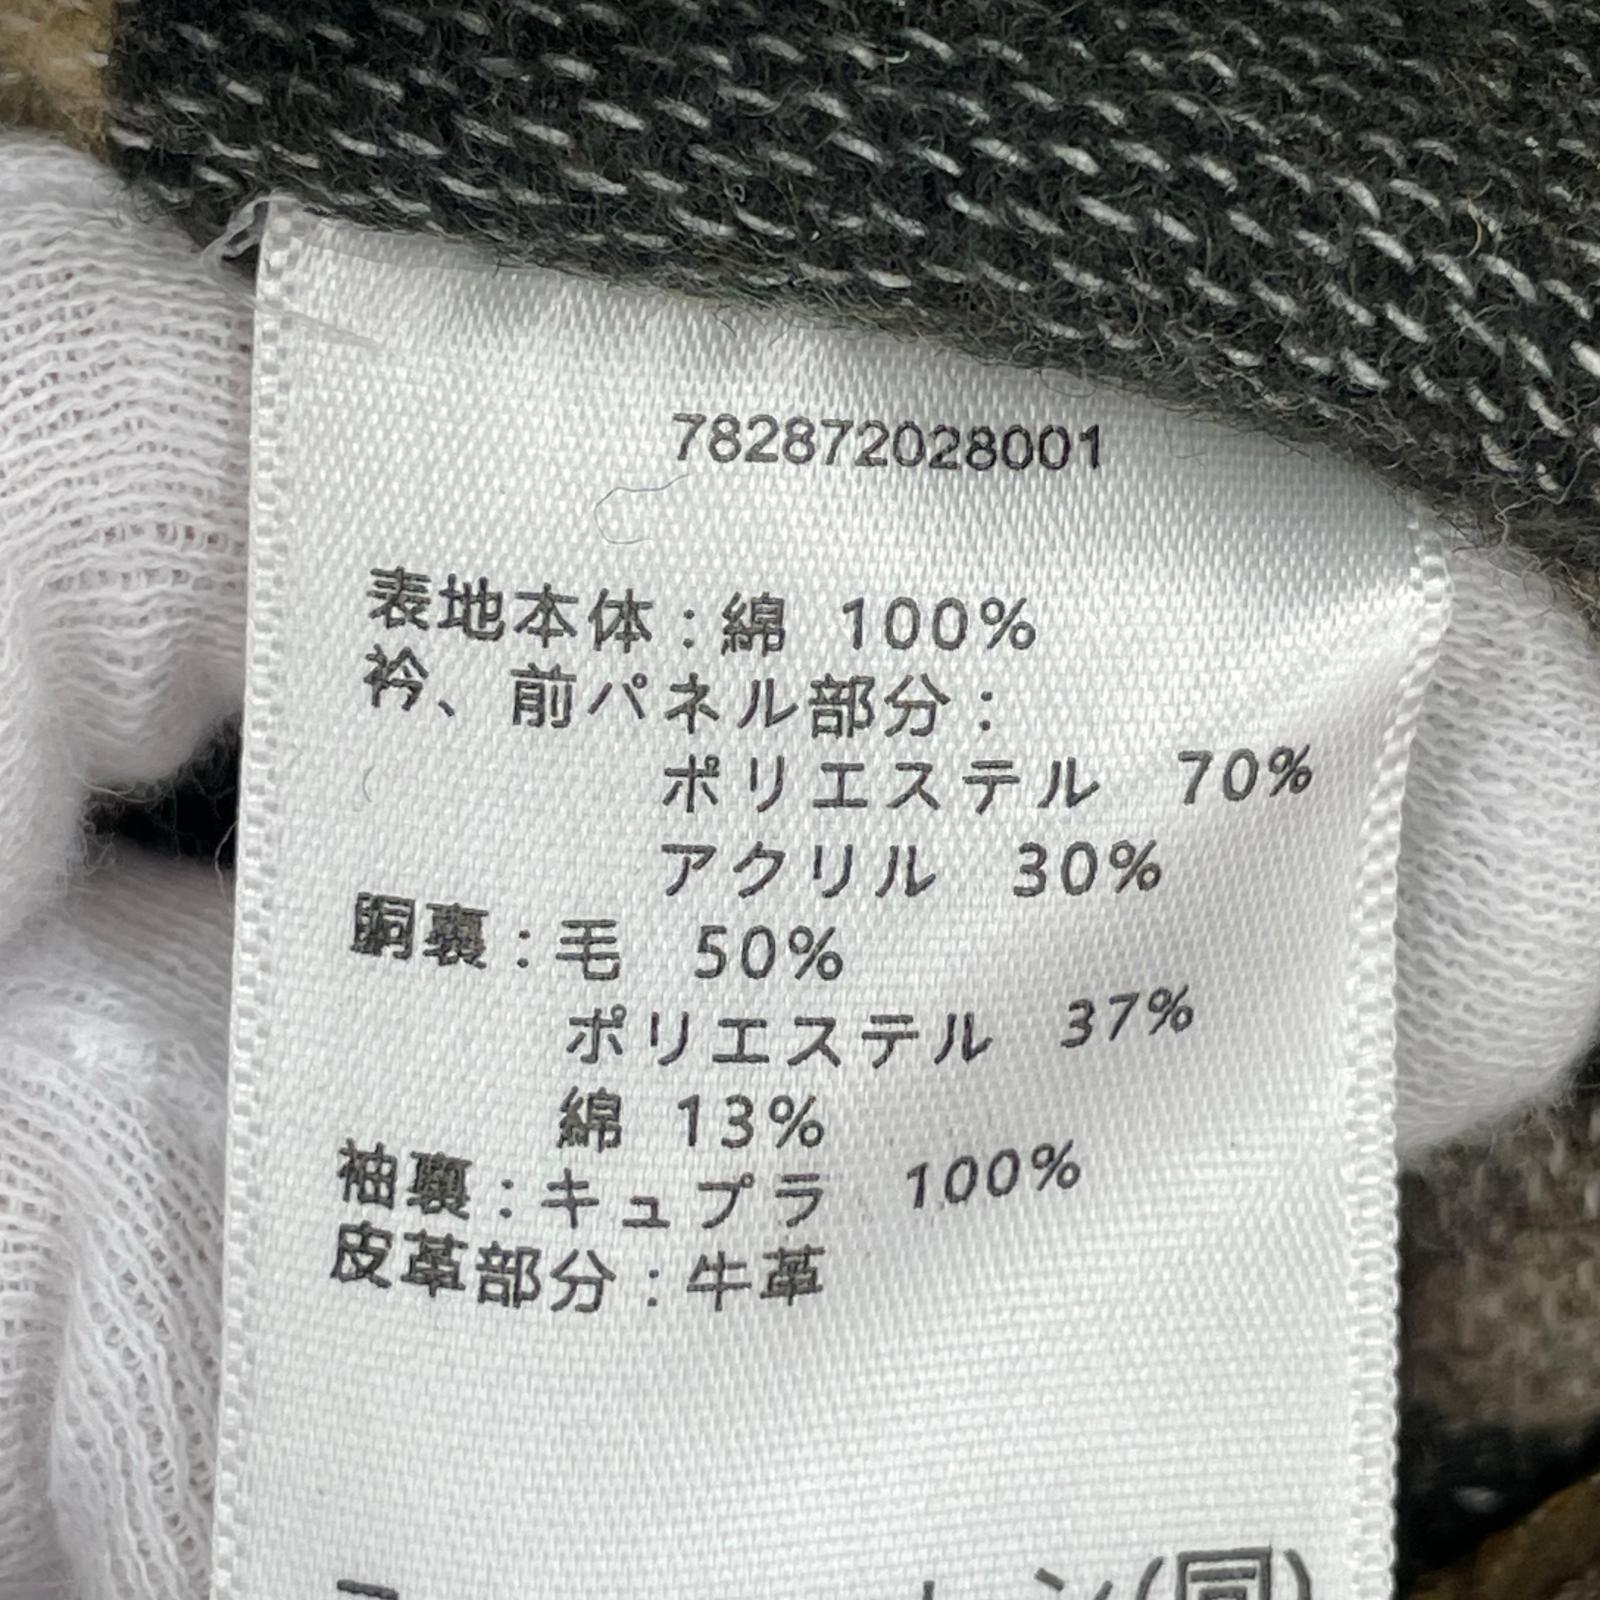 782872028001
表地本体:綿 100%
衿、前パネル部分:
ポリエステル 70%
アクリル 30%
胴裏:毛 50%
ポリエステル 37%
綿 13%
袖裏:キュプラ 100%
皮革部分:牛革